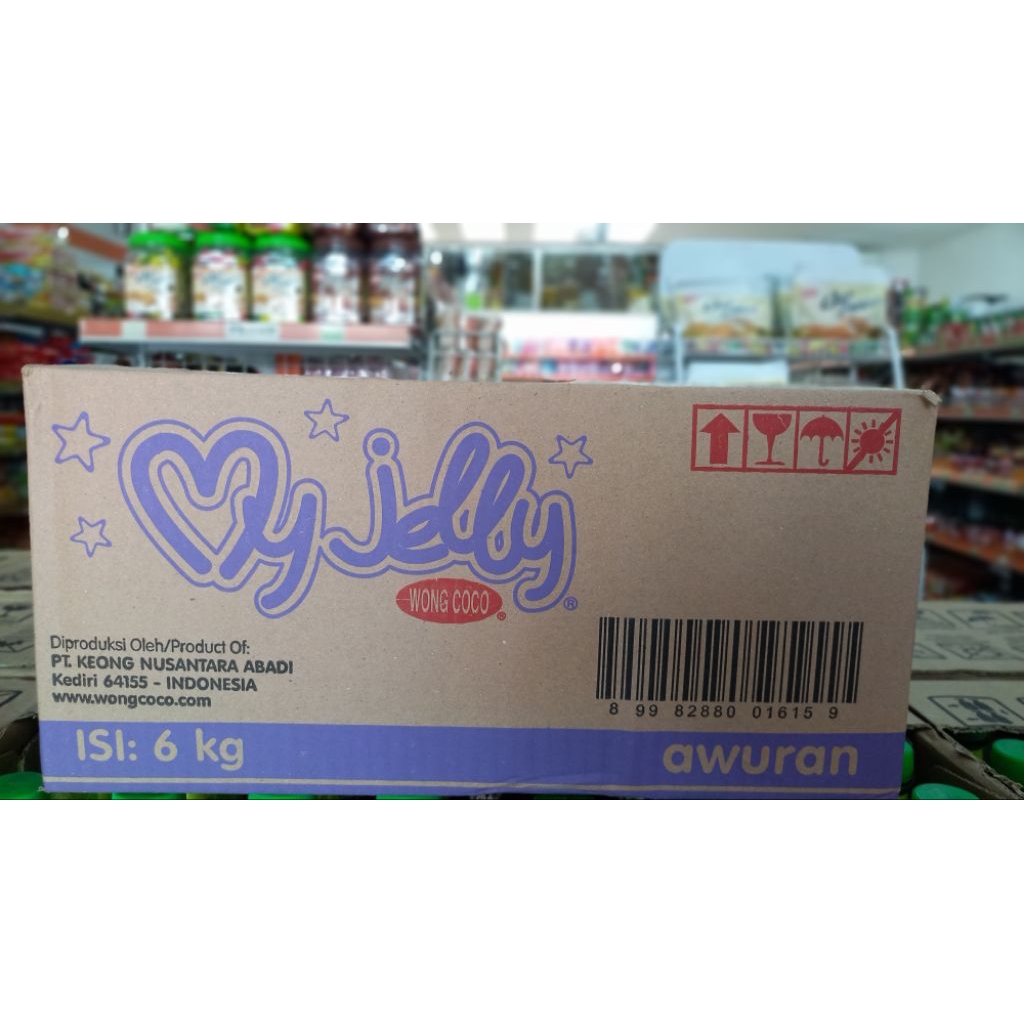 My jelly
WONG COCO
®
®
Diproduksi Oleh/Product Of:
PT. KEONG NUSANTARA ABADI
Kediri 64155 - INDONESIA
www.wongcoco.com
8 99 82880 01615 9
ISI: 6 kg
awuran